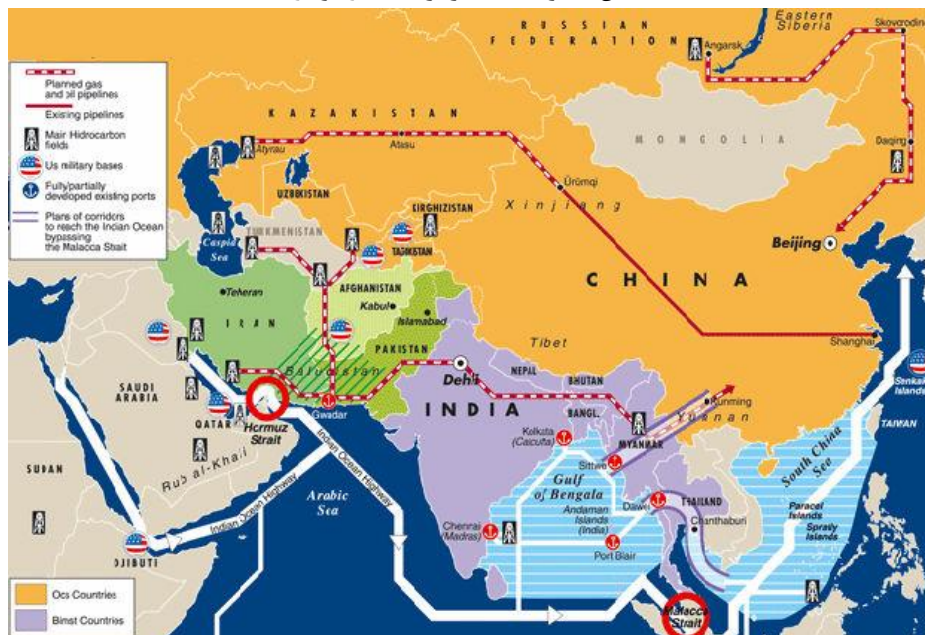 Planned gas
and oil pipelines
Existing pipelines
Main Hidrocarbon
fields
Us military bases
Fully/partially
developed existing ports
Plans of corridors
to reach the Indian Ocean
bypassing
the Malacca Strait
RUSSIAN
FEDERATION
Eastern
Siberia
Skovorodino
Angarsk
KAZAKISTAN
Atyrau
Atasu
MONGOLIA
Daqing
UZBEKISTAN
Ürümqi
Xinjiang
KIRGHIZISTAN
TURKMENISTAN
Caspian
Sea
TADIKISTAN
Beijing
CHINA
Teheran
AFGHANISTAN
Kabul
Islamabad
IRAN
PAKISTAN
Tibet
Shanghai
Balucistan
Dehli
NEPAL
BHUTAN
SAUDI
ARABIA
Gwadar
INDIA
BANGL.
Kunming
Yunnan
Senkaku
Islands
QATAR
Hormuz
Strait
Kolkata
(Calcutta)
MYANMAR
TAIWAN
Rub al-Khali
Sittwe
SUDAN
Indian Ocean Highway
Indian Ocean Highway
Arabic
Sea
Gulf
of Bengala
South China
Sea
THAILAND
Dawei
Andaman
Islands
(India)
Chanthaburi
Paracel
Islands
Spratly
Islands
Chennai
(Madras)
Port Blair
DJIBUTI
Ocs Countries
Bimst Countries
Malacca
Strait